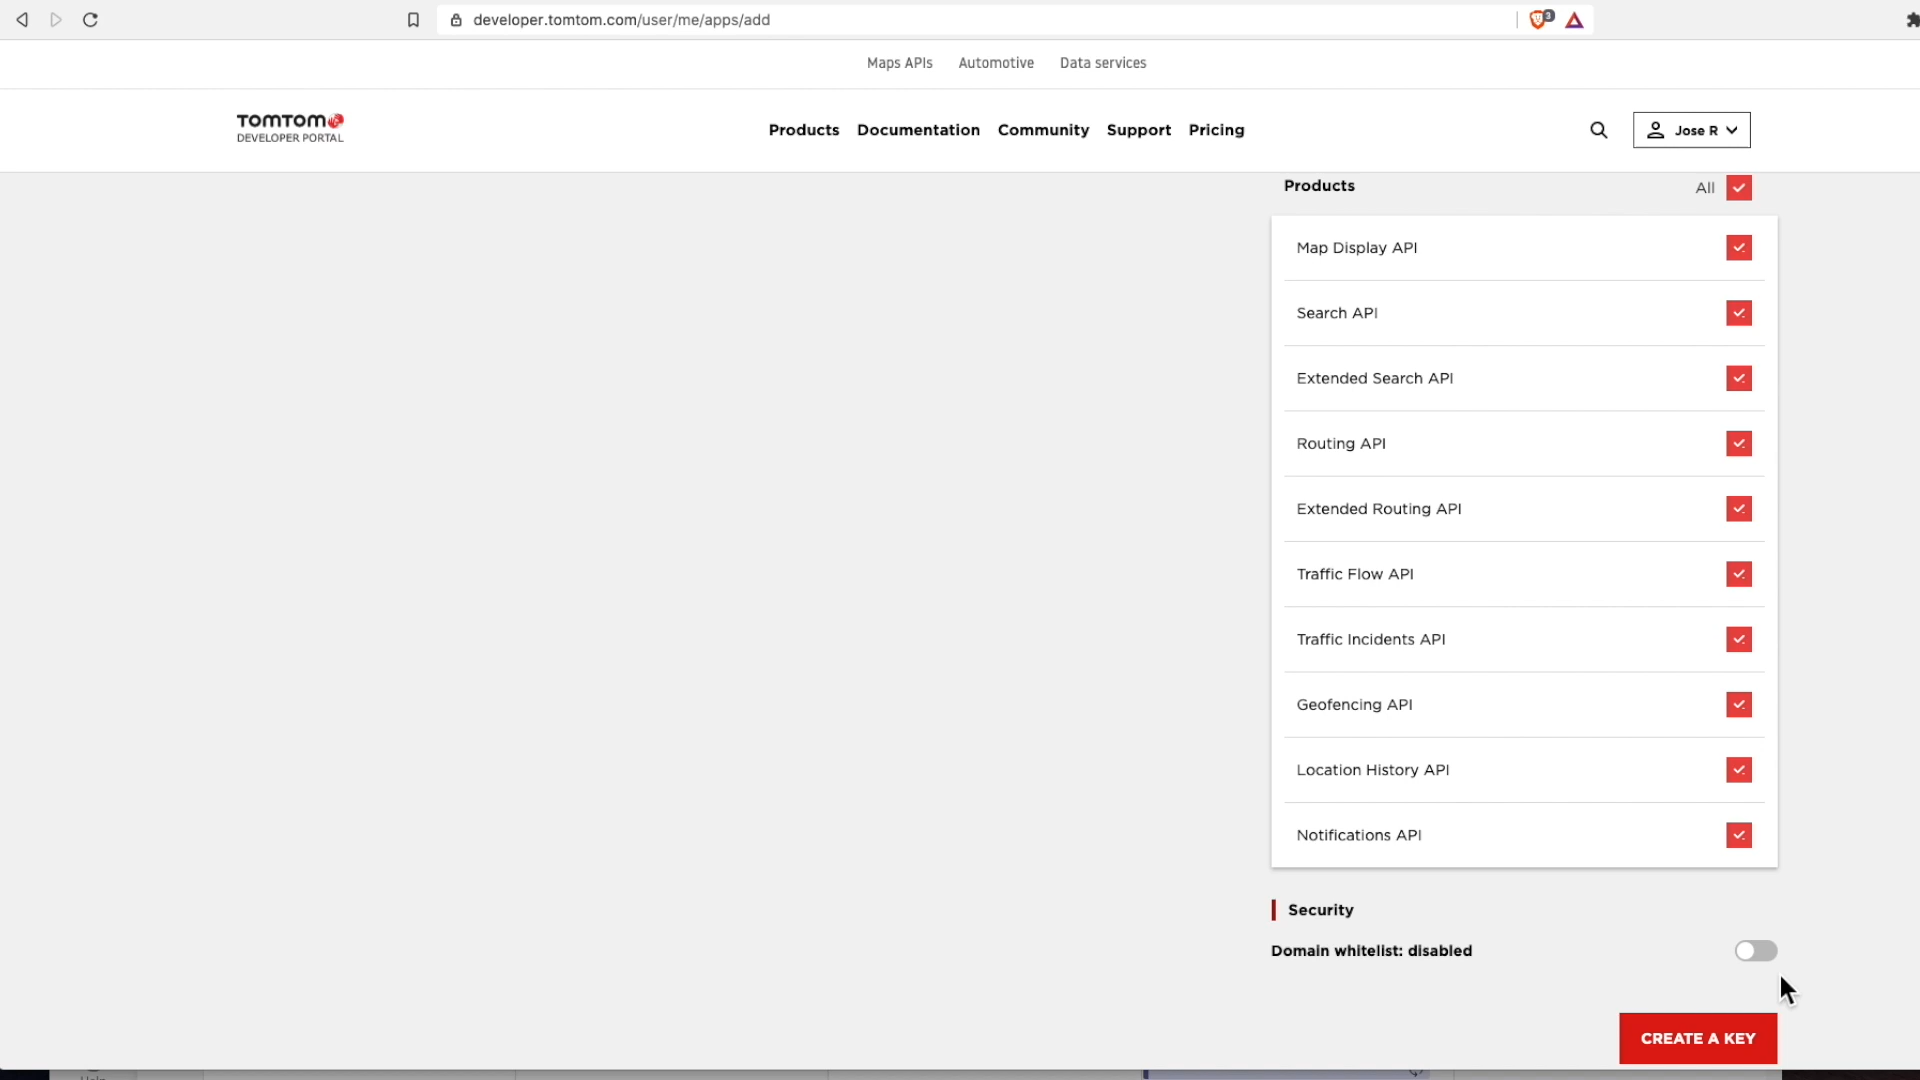 developer.tomtom.com/user/me/apps/add
3
Maps APIs Automotive Data services
TOMTOM
DEVELOPER PORTAL
Products Documentation Community Support Pricing
Jose R
Products All
Map Display API
Search API
Extended Search API
Routing API
Extended Routing API
Traffic Flow API
Traffic Incidents API
Geofencing API
Location History API
Notifications API
Security
Domain whitelist: disabled
CREATE A KEY